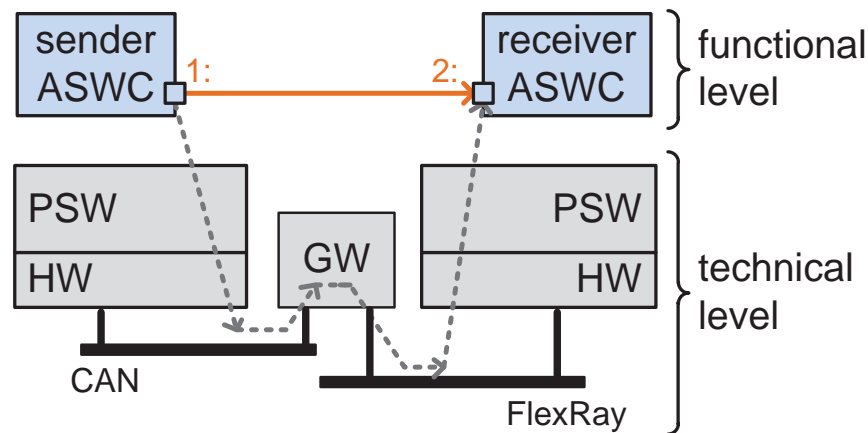 sender
ASWC
1:
2:
receiver
ASWC
functional
level
PSW
HW
GW
PSW
HW
technical
level
CAN
FlexRay